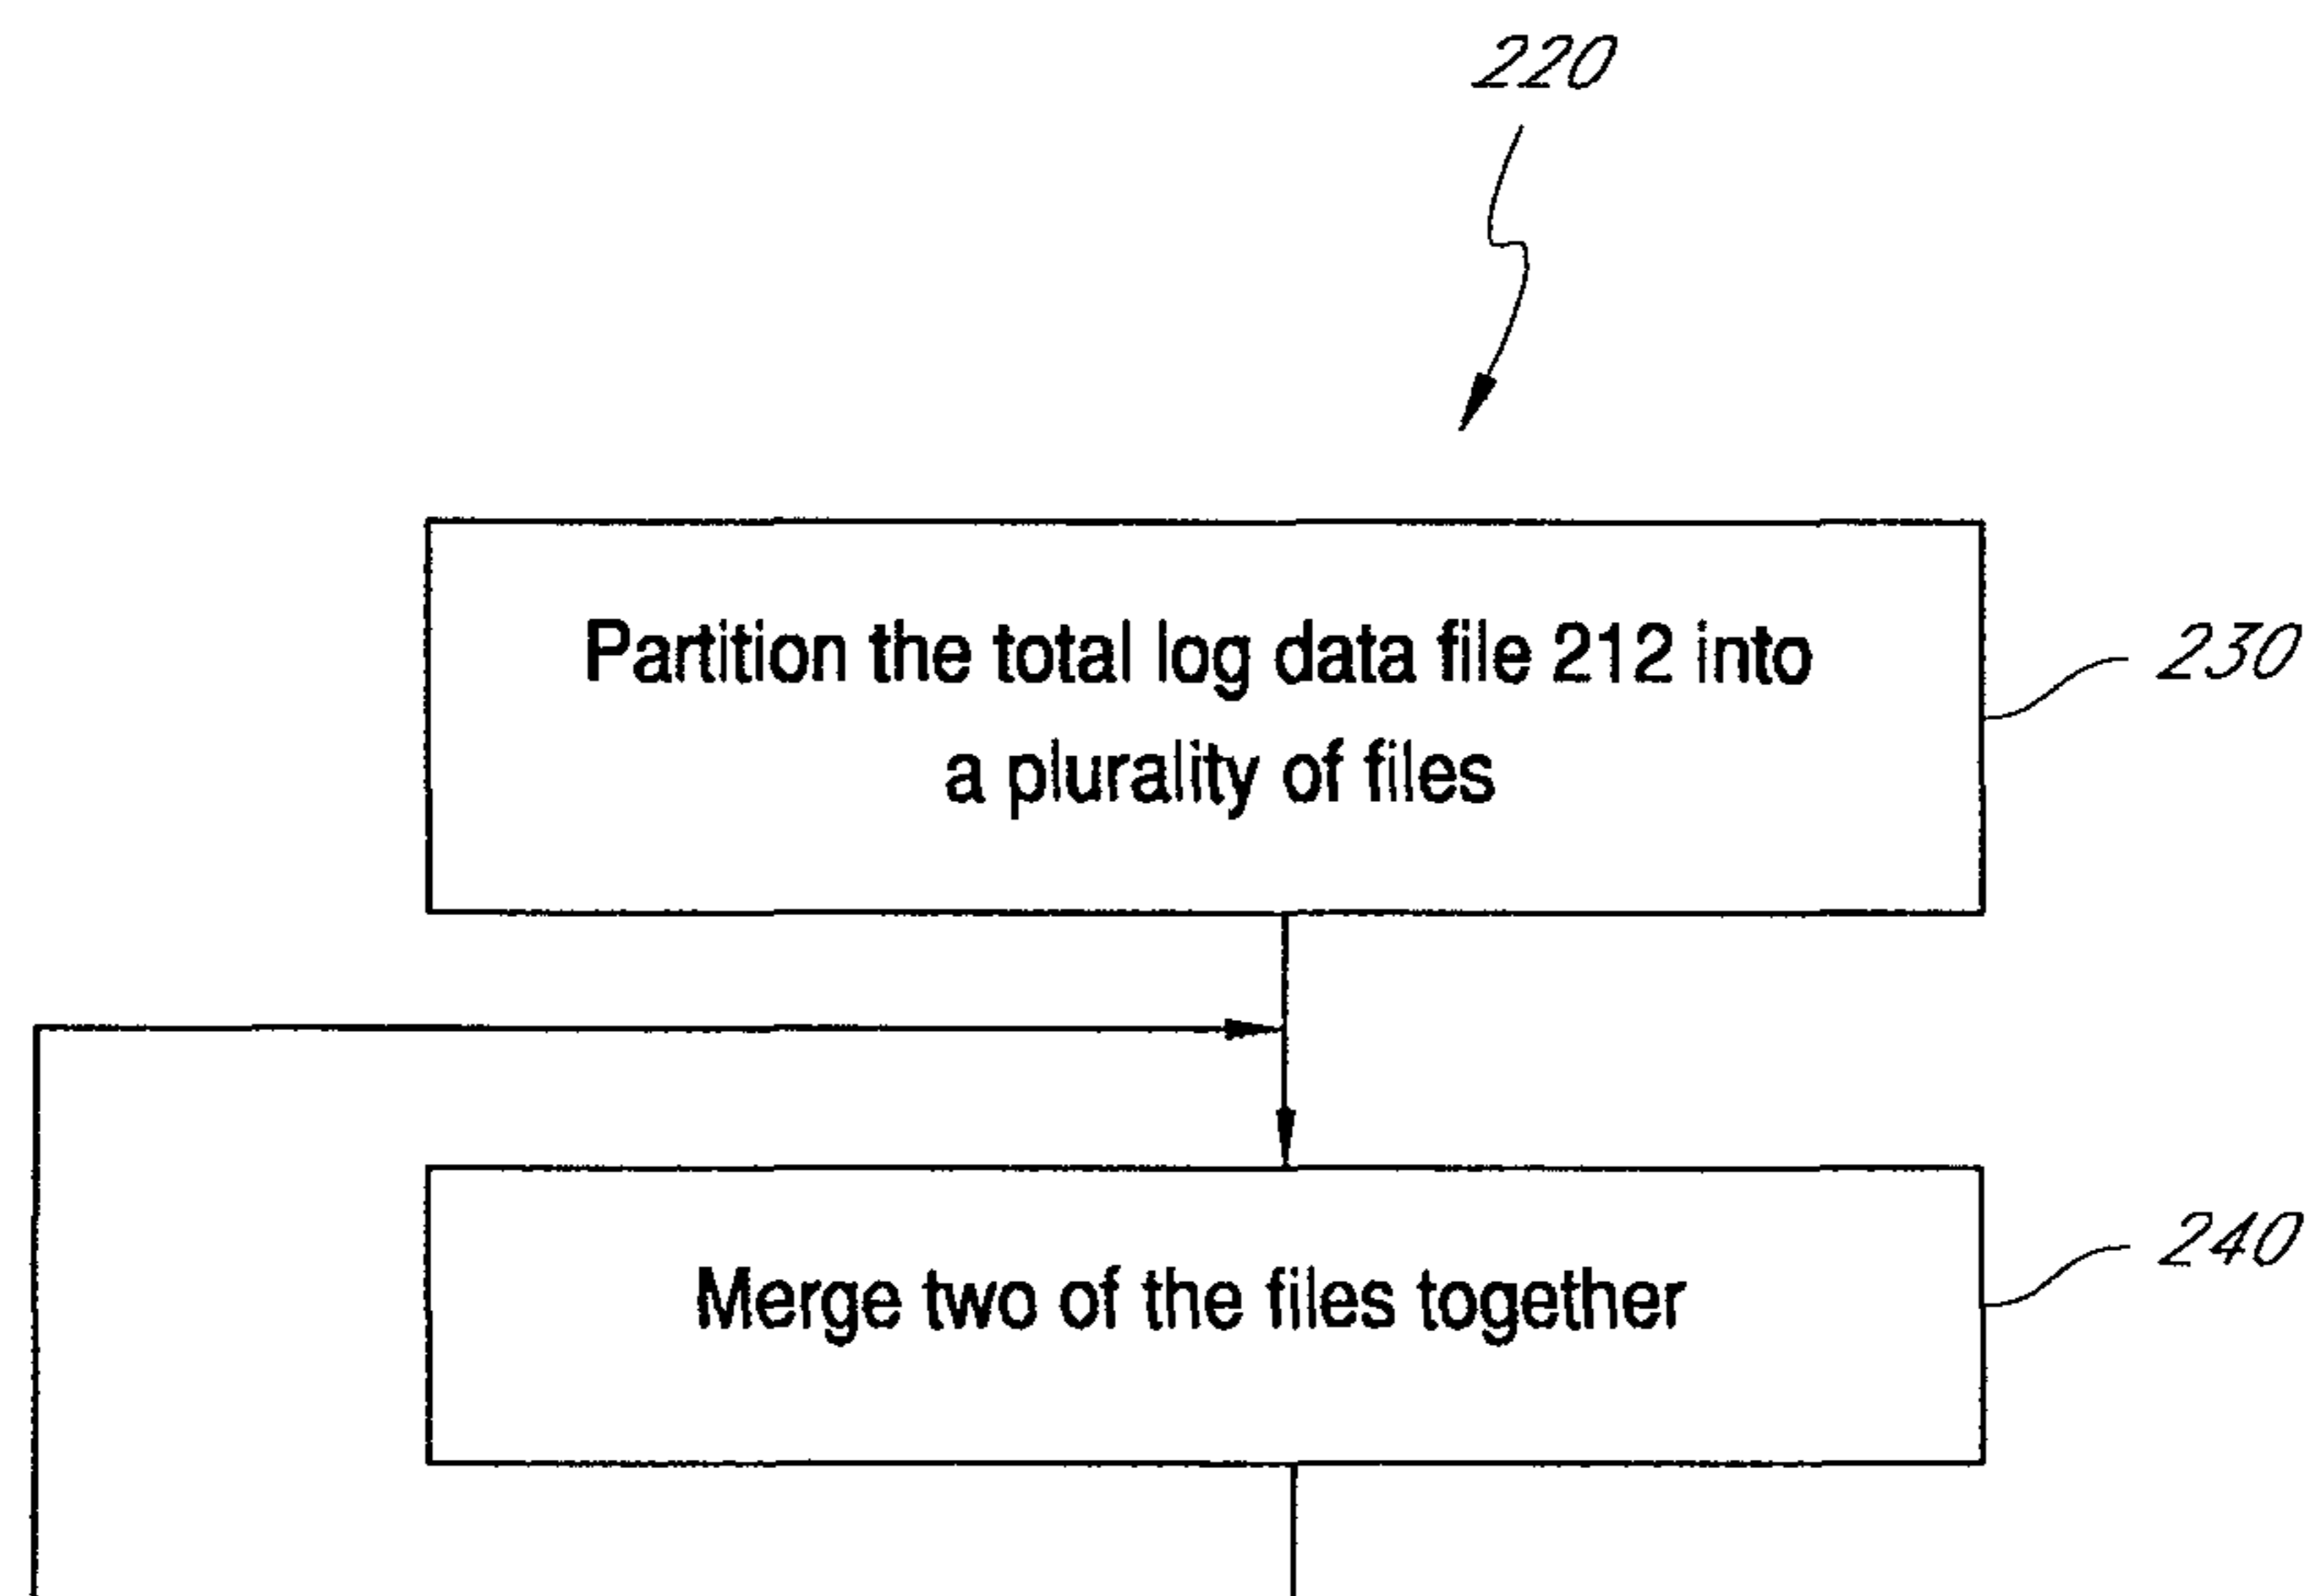 220
Partition the total log data file 212 into
a plurality of files
230
Merge two of the files together
240